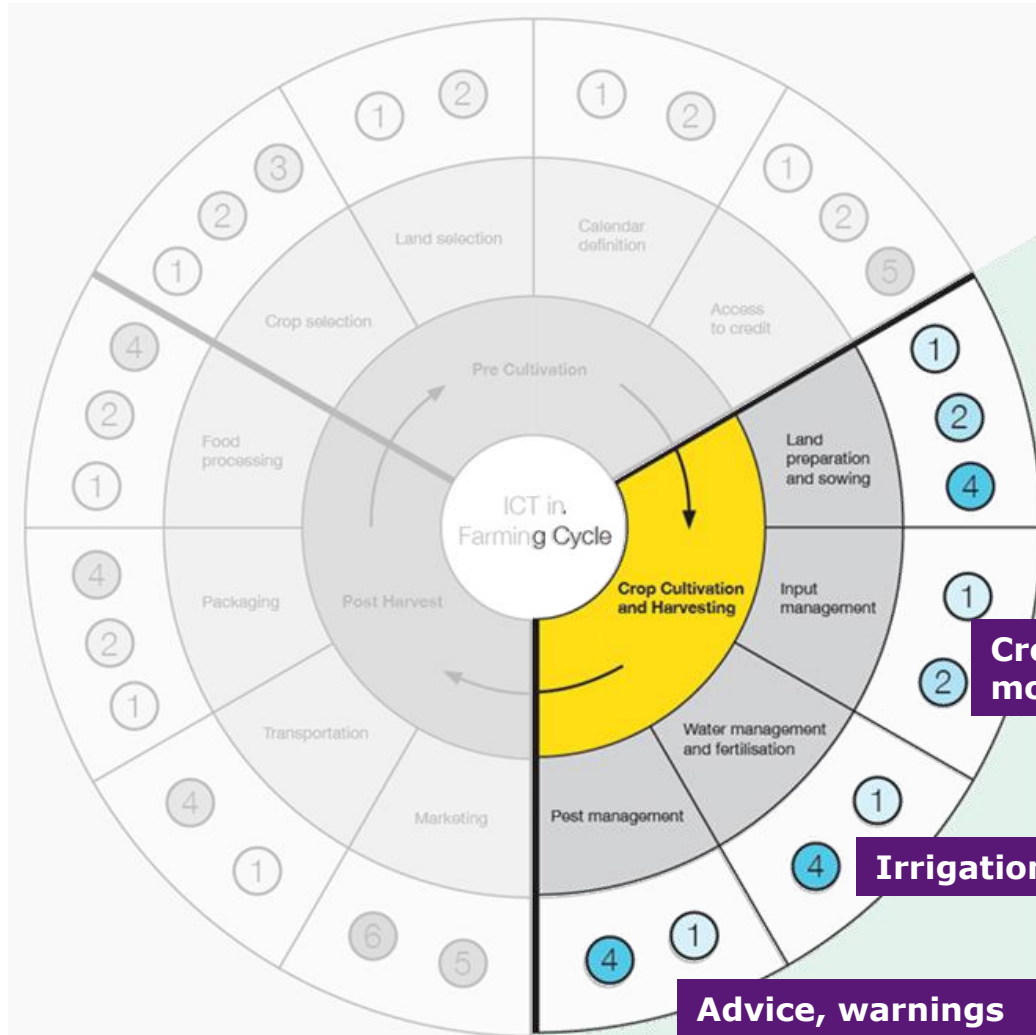 1
2
1
2
3
2
1
1
2
5
Land selection
Calendar
definition
Crop selection
Access
to credit
Pre Cultivation
4
2
1
Food
processing
1
2
4
Land
preparation
and sowing
ICT in
Farming Cycle
4
2
1
Packaging
Post Harvest
Crop Cultivation
and Harvesting
Input
management
1
2
Transportation
Water management
and fertilisation
4
1
Marketing
Pest management
1
4
Irrigation
6
5
4
1
Advice, warnings